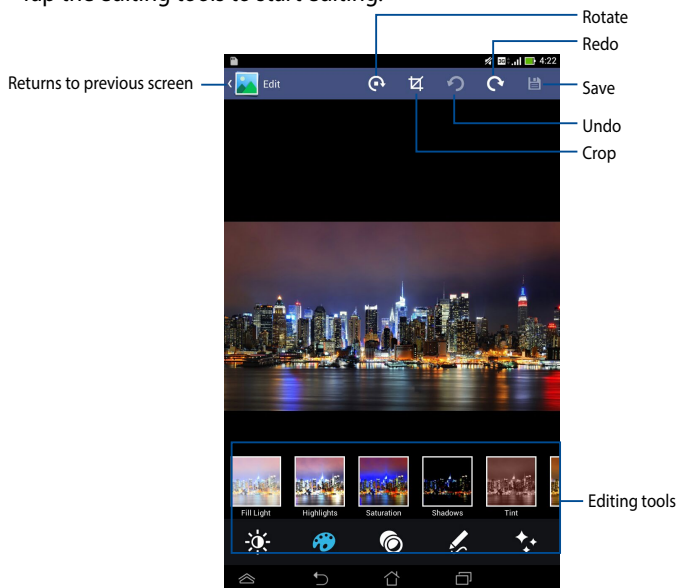 Tap the editing tools to start editing.
Rotate
Redo
3G 4:22
Returns to previous screen
Edit
Save
Undo
Crop
Fill Light
Highlights
Saturation
Shadows
Tint
Editing tools